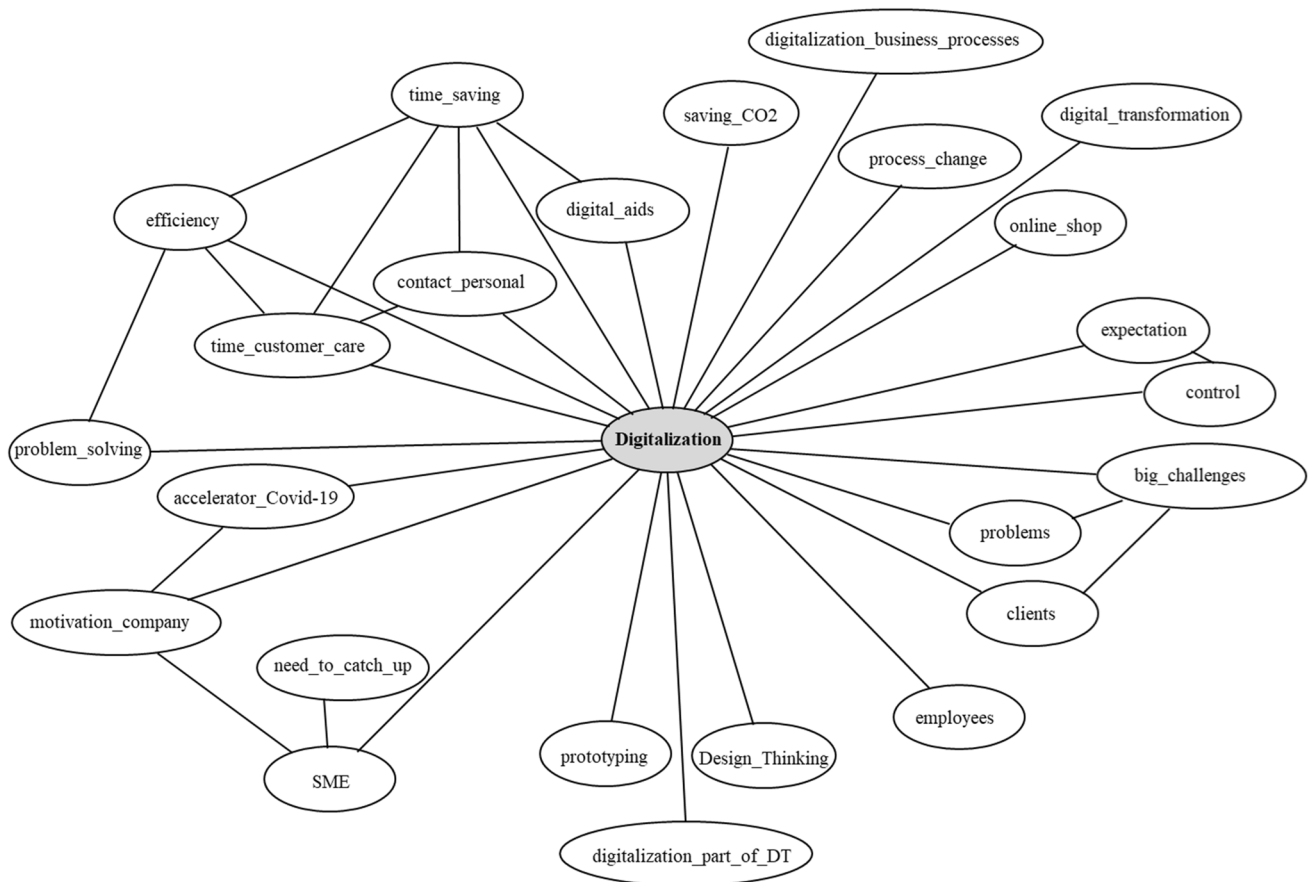 digitalization_business_processes
time_saving
saving_CO2
digital_transformation
process_change
efficiency
digital_aids
online_shop
contact_personal
time_customer_care
expectation
control
Digitalization
problem_solving
big_challenges
accelerator_Covid-19
problems
motivation_company
clients
need_to_catch_up
employees
prototyping
Design_Thinking
SME
digitalization_part_of_DT